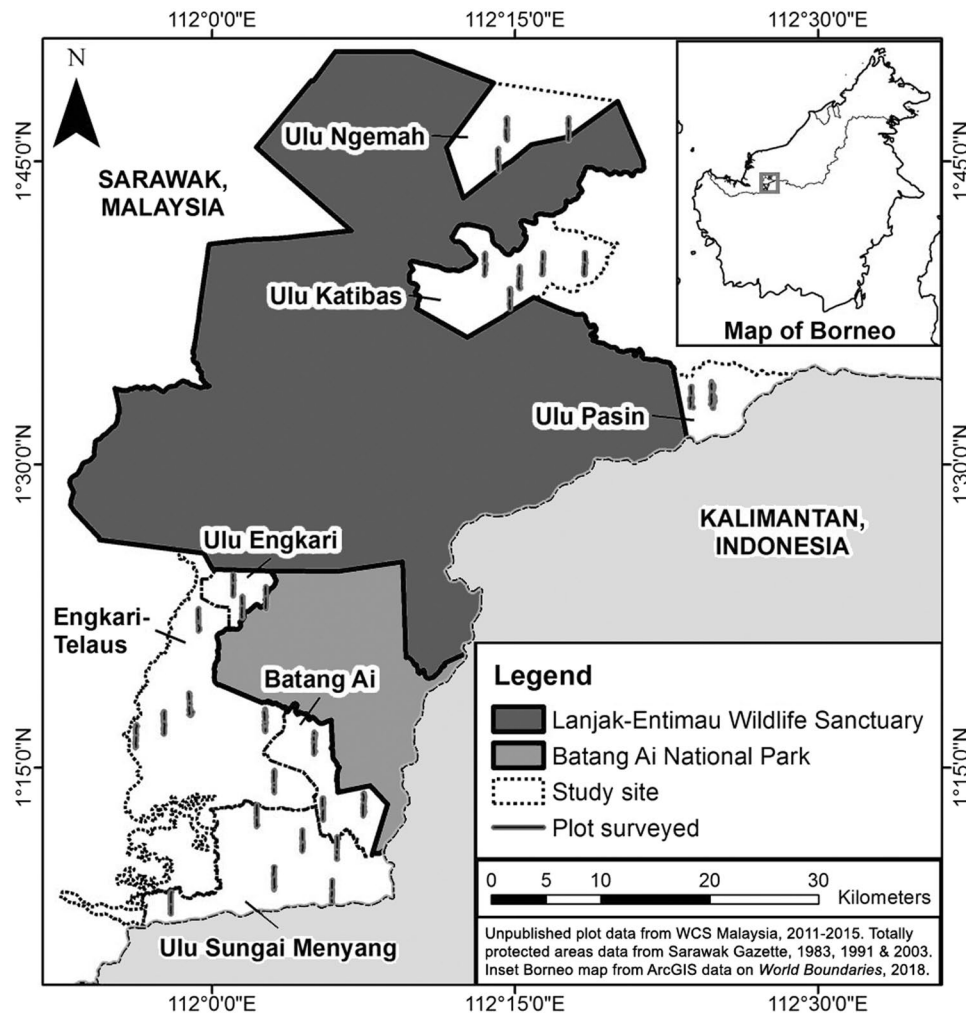 112°0'0"E
112°15'0"E
112°30'0"E
N
1°45'0"N
1°45'0"N
SARAWAK,
MALAYSIA
Ulu Ngemah
Map of Borneo
Ulu Katibas
Ulu Pasin
1°30'0"N
1°30'0"N
KALIMANTAN,
INDONESIA
Ulu Engkari
Engkari-
Telaus
Batang Ai
1°15'0"N
1°15'0"N
Ulu Sungai Menyang
Legend
Lanjak-Entimau Wildlife Sanctuary
Batang Ai National Park
Study site
Plot surveyed
0 5 10 20 30
Kilometers
Unpublished plot data from WCS Malaysia, 2011-2015. Totally
protected areas data from Sarawak Gazette, 1983, 1991 & 2003.
Inset Borneo map from ArcGIS data on World Boundaries, 2018.
112°0'0"E
112°15'0"E
112°30'0"E